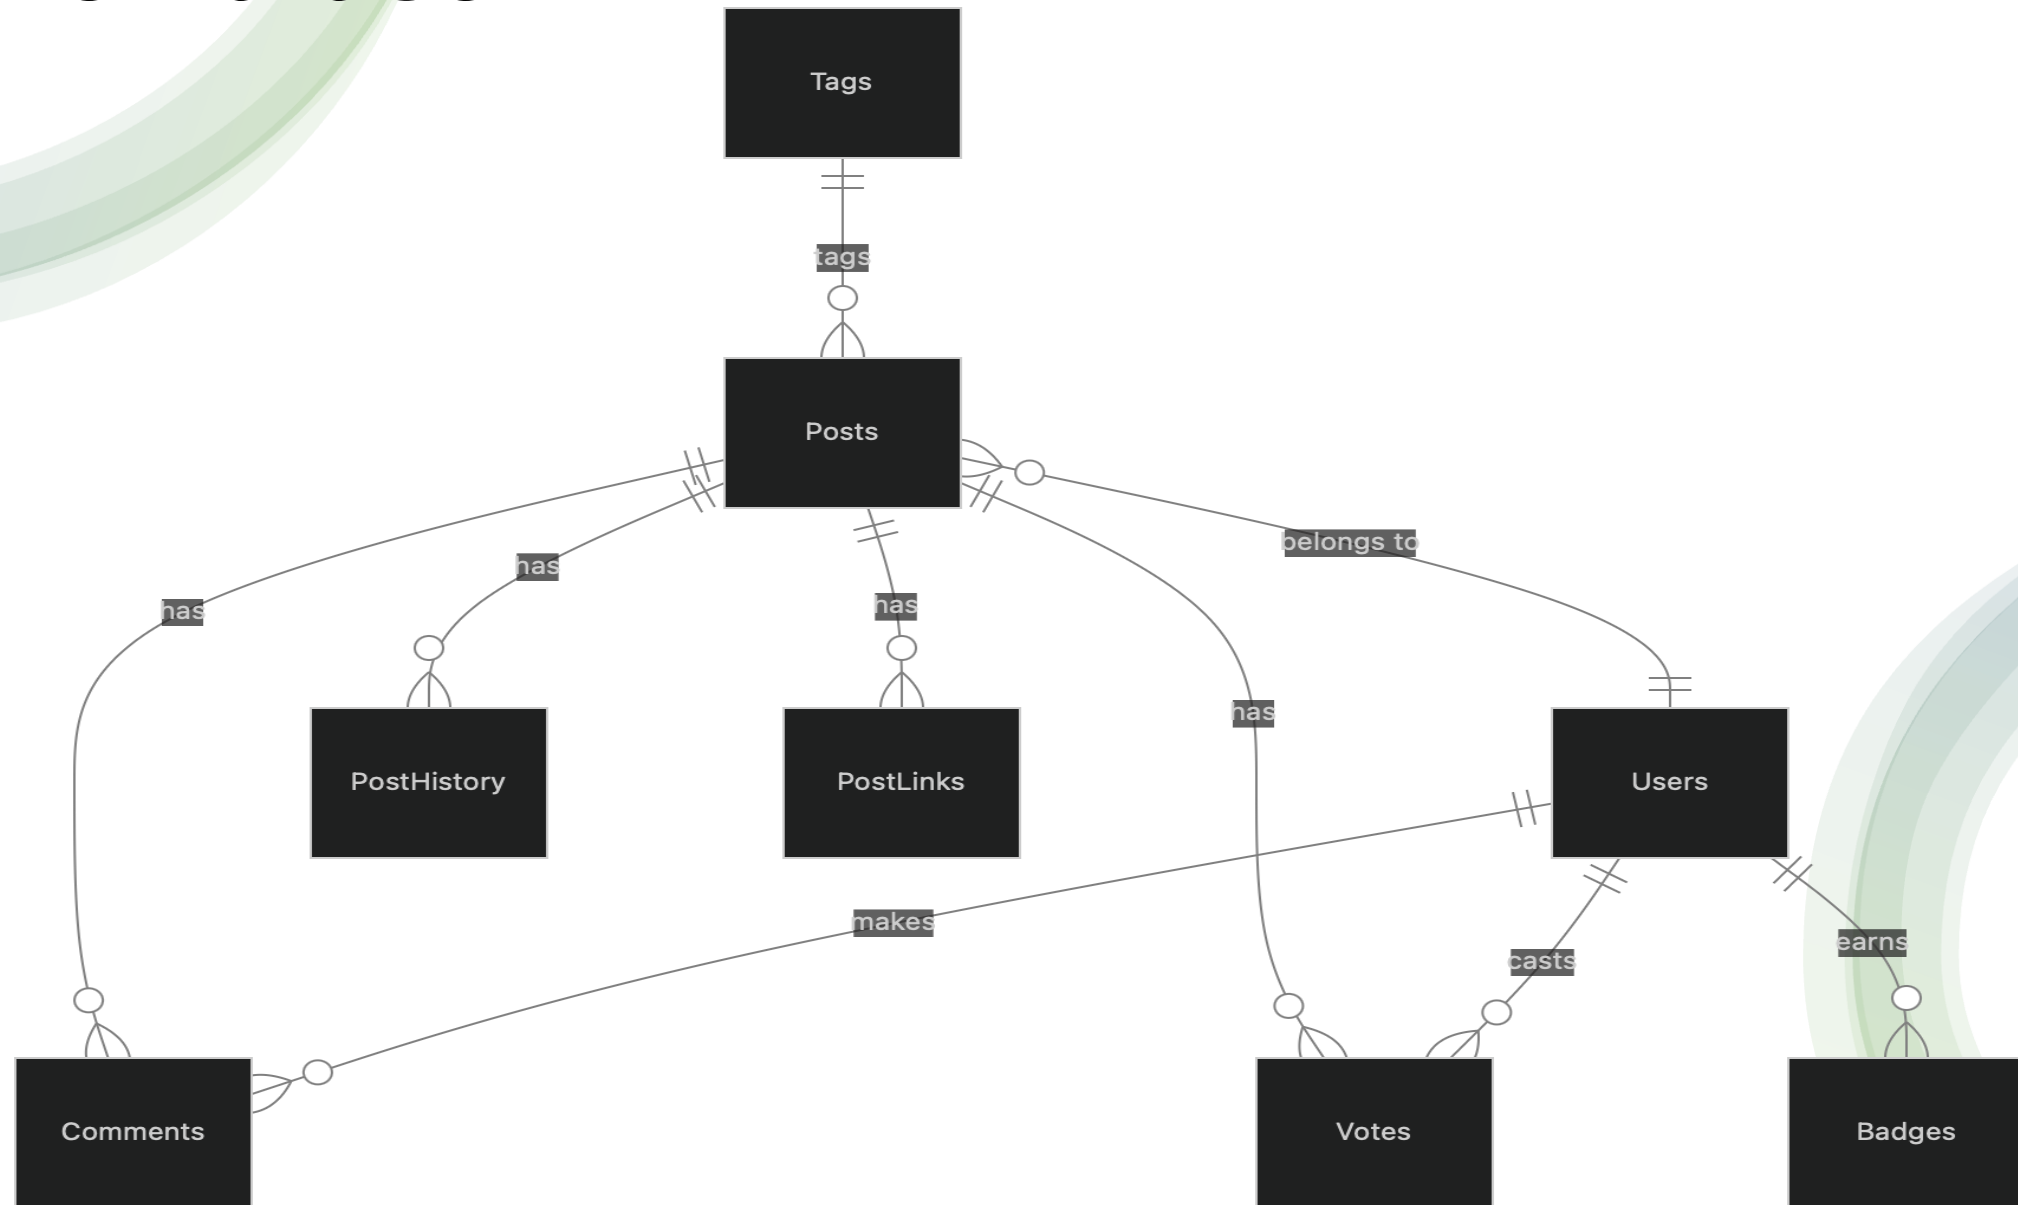 Tags
tags
Posts
belongs to
has
has
has
has
PostHistory
PostLinks
Users
makes
casts
earns
Comments
Votes
Badges